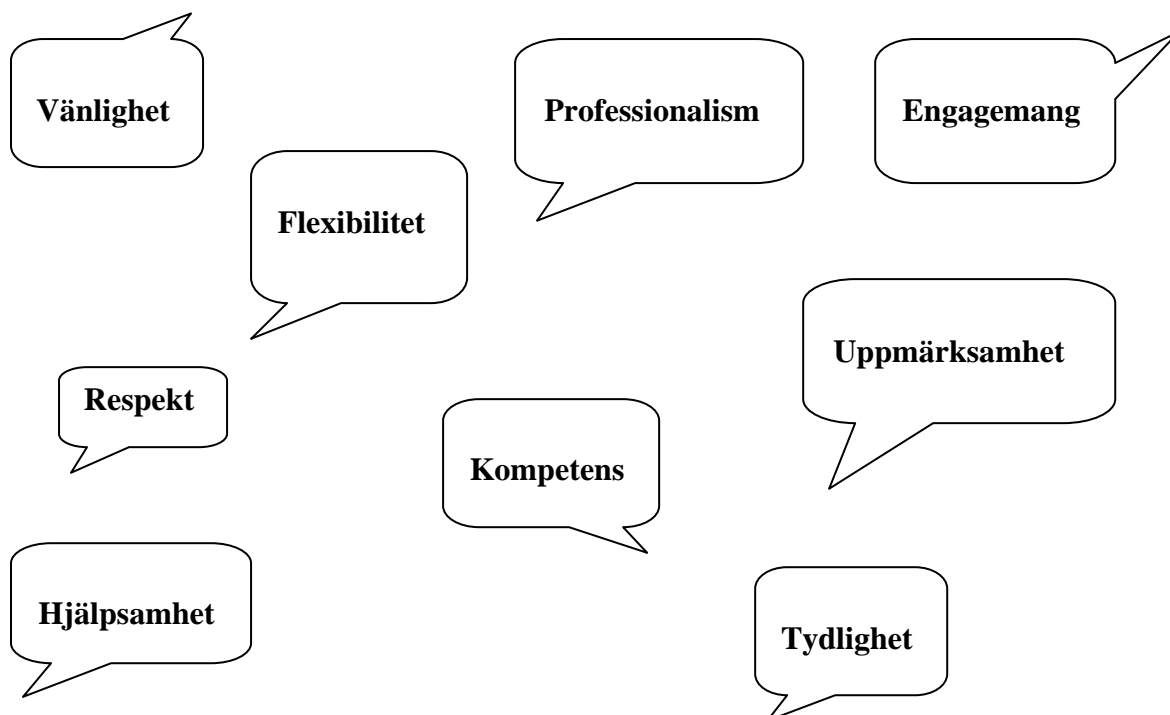 Vänlighet
Professionalism
Engagemang
Flexibilitet
Uppmärksamhet
Respekt
Kompetens
Hjälpsamhet
Tydlighet